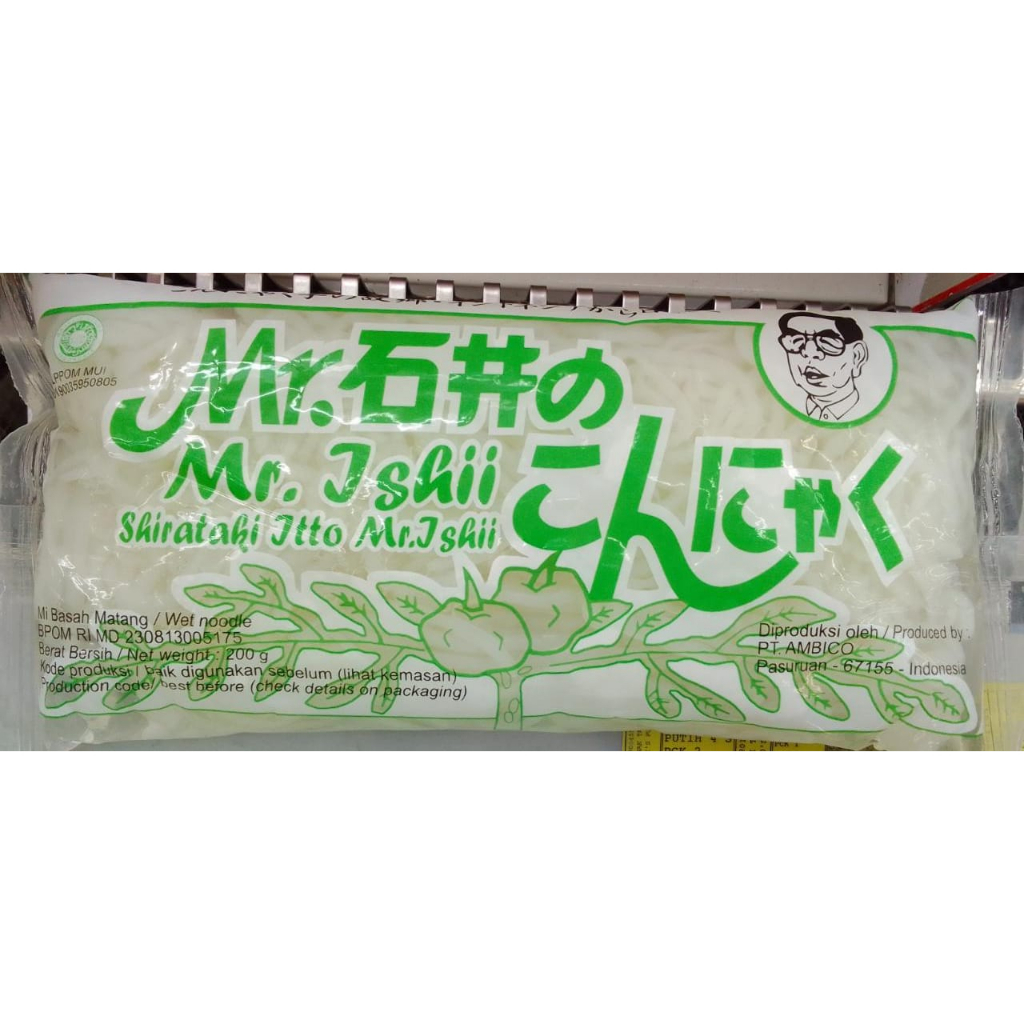 Mr.石井の
こんにゃく
Mr. Ishii
Shirataki Itto Mr.Ishii
LPPOM MUI
Mi Basah Matang / Wet noodle
BPOM RI MD 230813005175
Berat Bersih / Net weight : 200 g
Kode produksi / baik digunakan sebelum (lihat kemasan)
Production code/ best before (check details on packaging)
Diproduksi oleh / Produced by :
PT. AMBICO
Pasuruan - 67155 - Indonesia
PUTIH